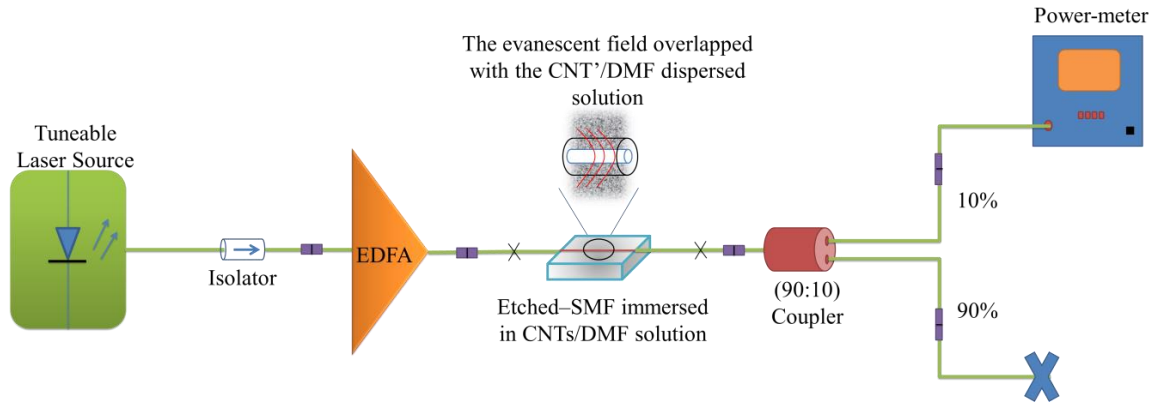 Power-meter
The evanescent field overlapped
with the CNT’/DMF dispersed
solution
Tuneable
Laser Source
10%
EDFA
Isolator
(90:10)
Coupler
90%
Etched–SMF immersed
in CNTs/DMF solution